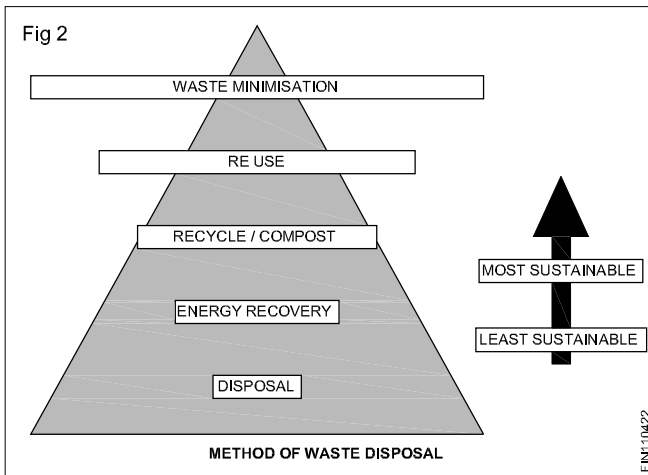 Fig 2
WASTE MINIMISATION
RE USE
RECYCLE / COMPOST
ENERGY RECOVERY
DISPOSAL
MOST SUSTAINABLE
LEAST SUSTAINABLE
METHOD OF WASTE DISPOSAL